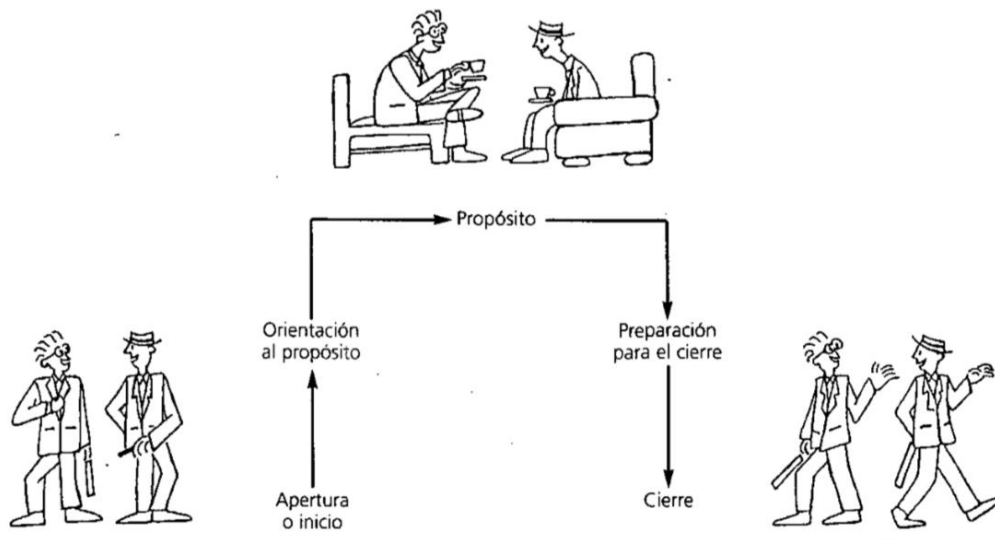 Propósito
Orientación
al propósito
Preparación
para el cierre
Apertura
o inicio
Cierre